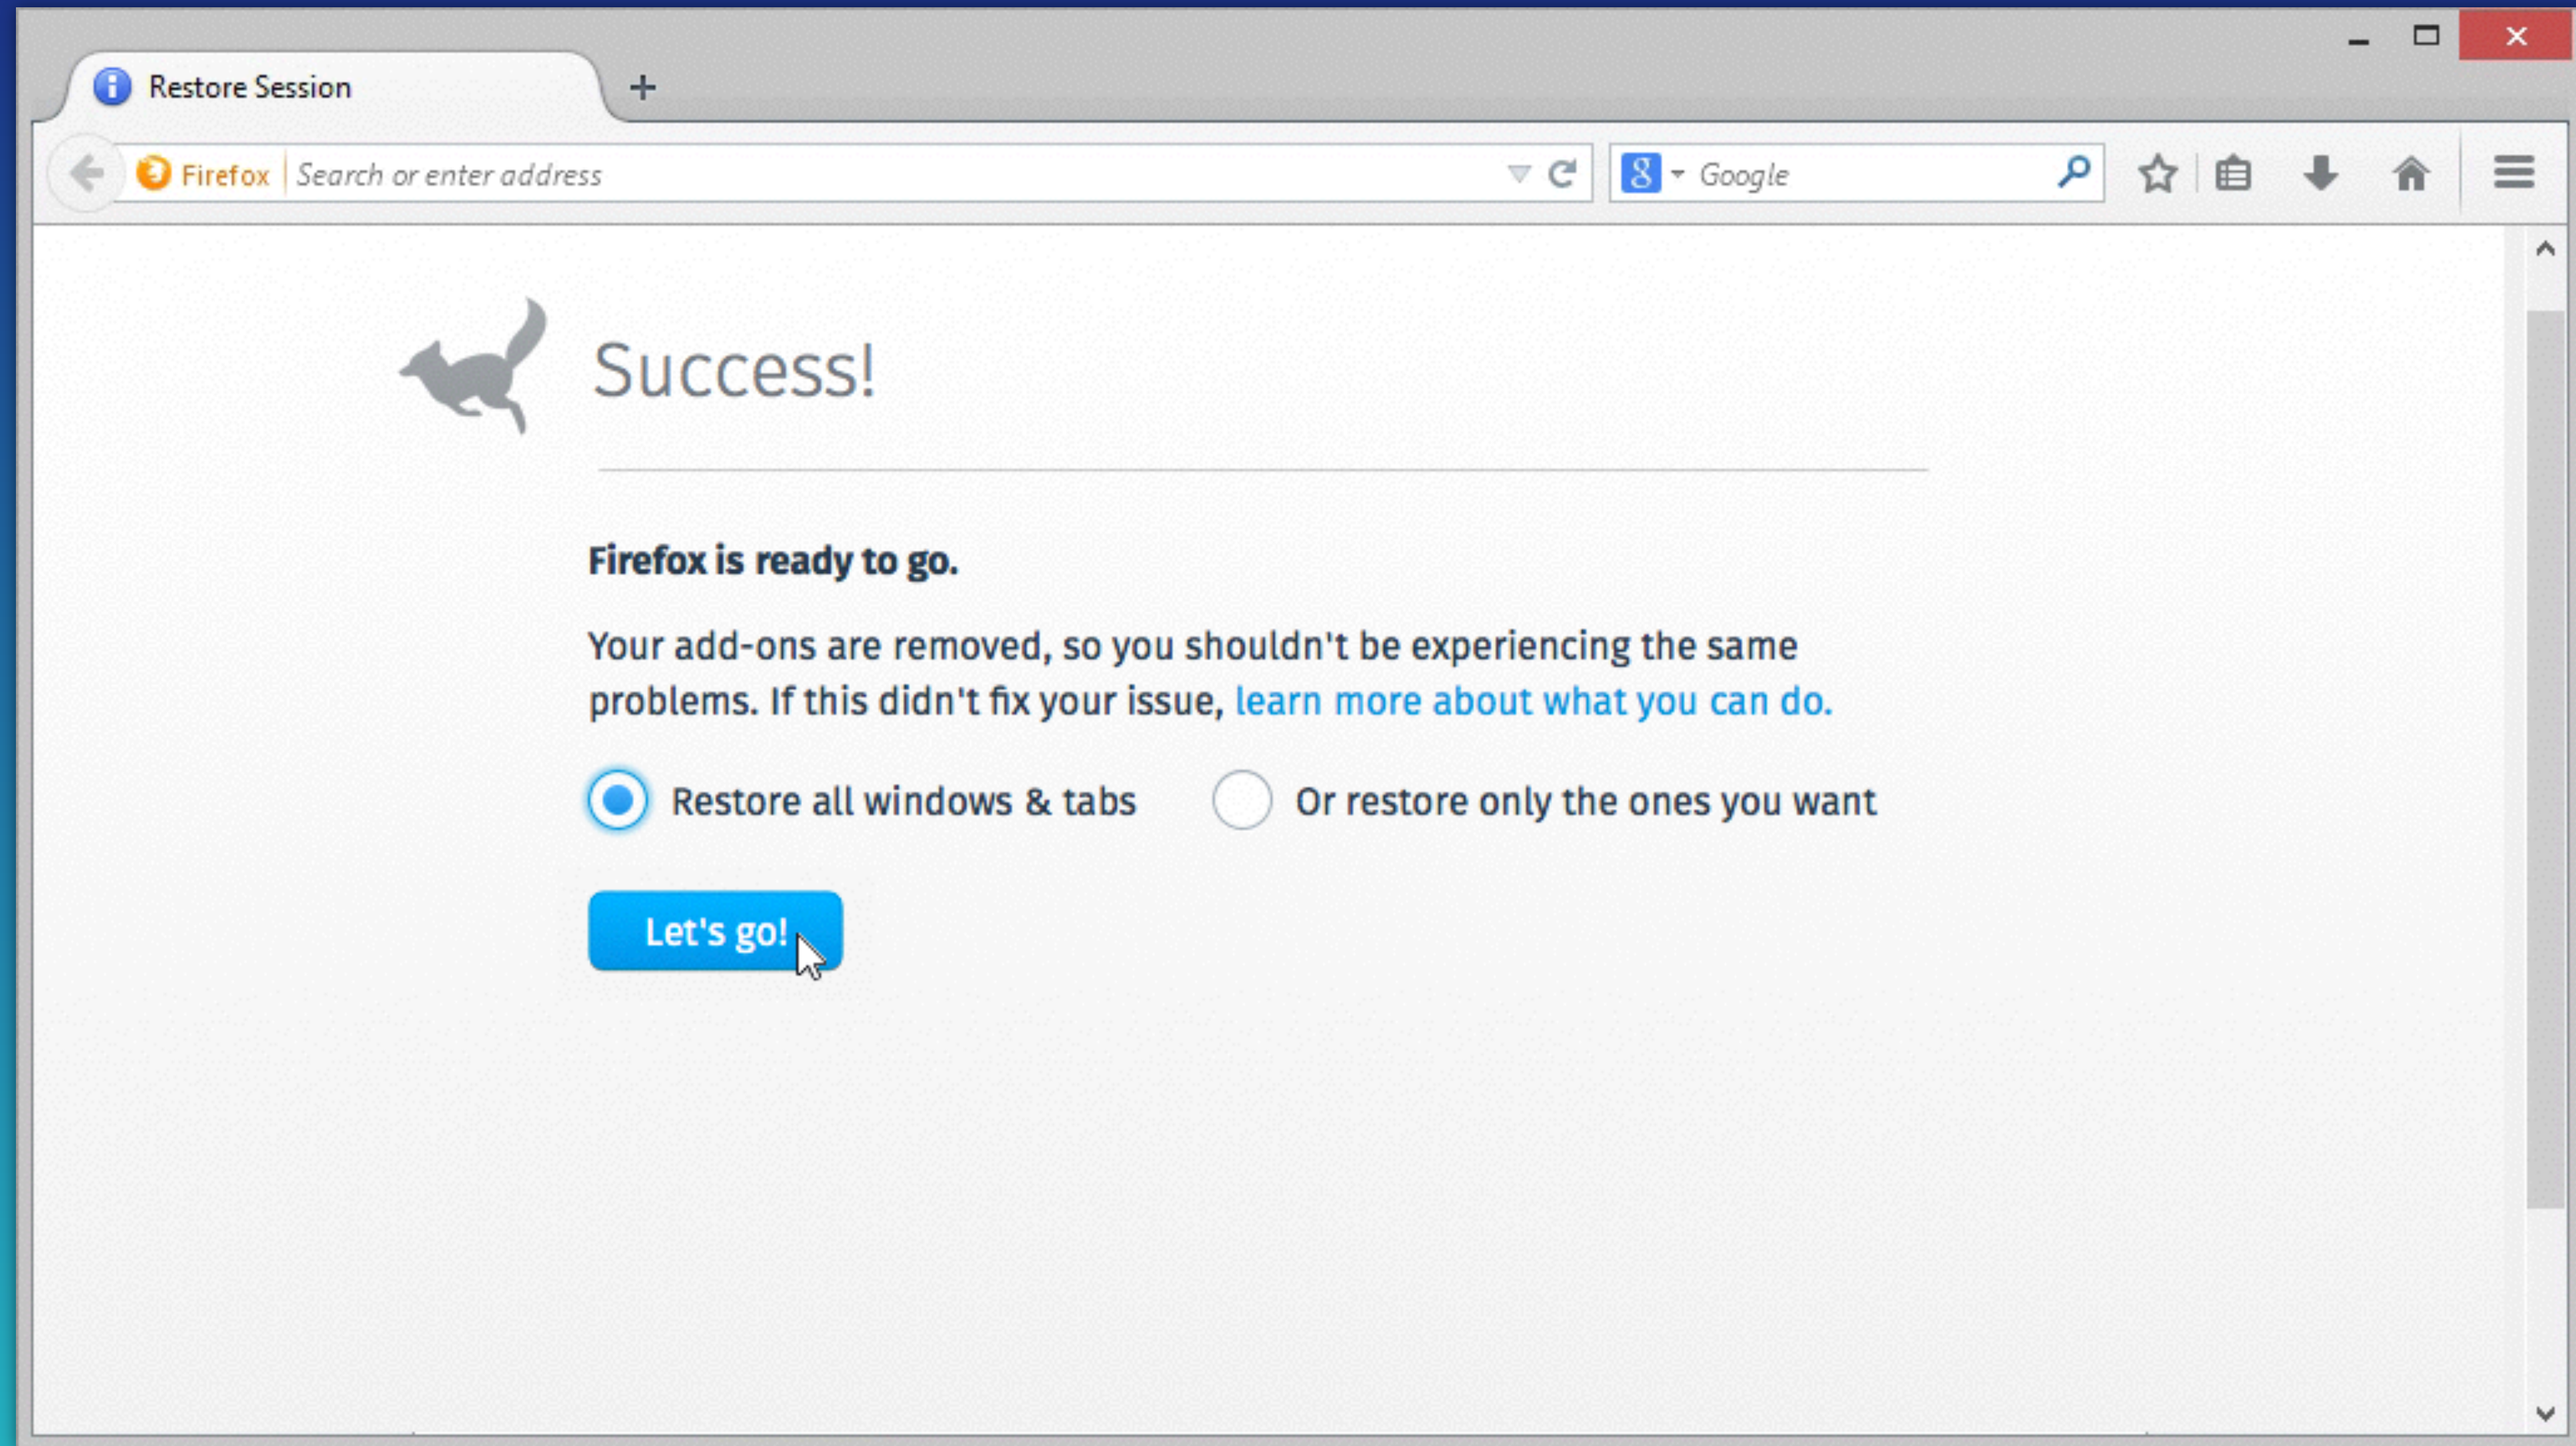 Restore Session
Firefox Search or enter address Google
Success!
Firefox is ready to go.
Your add-ons are removed, so you shouldn't be experiencing the same
problems. If this didn't fix your issue, learn more about what you can do.
Restore all windows & tabs Or restore only the ones you want
Let's go!